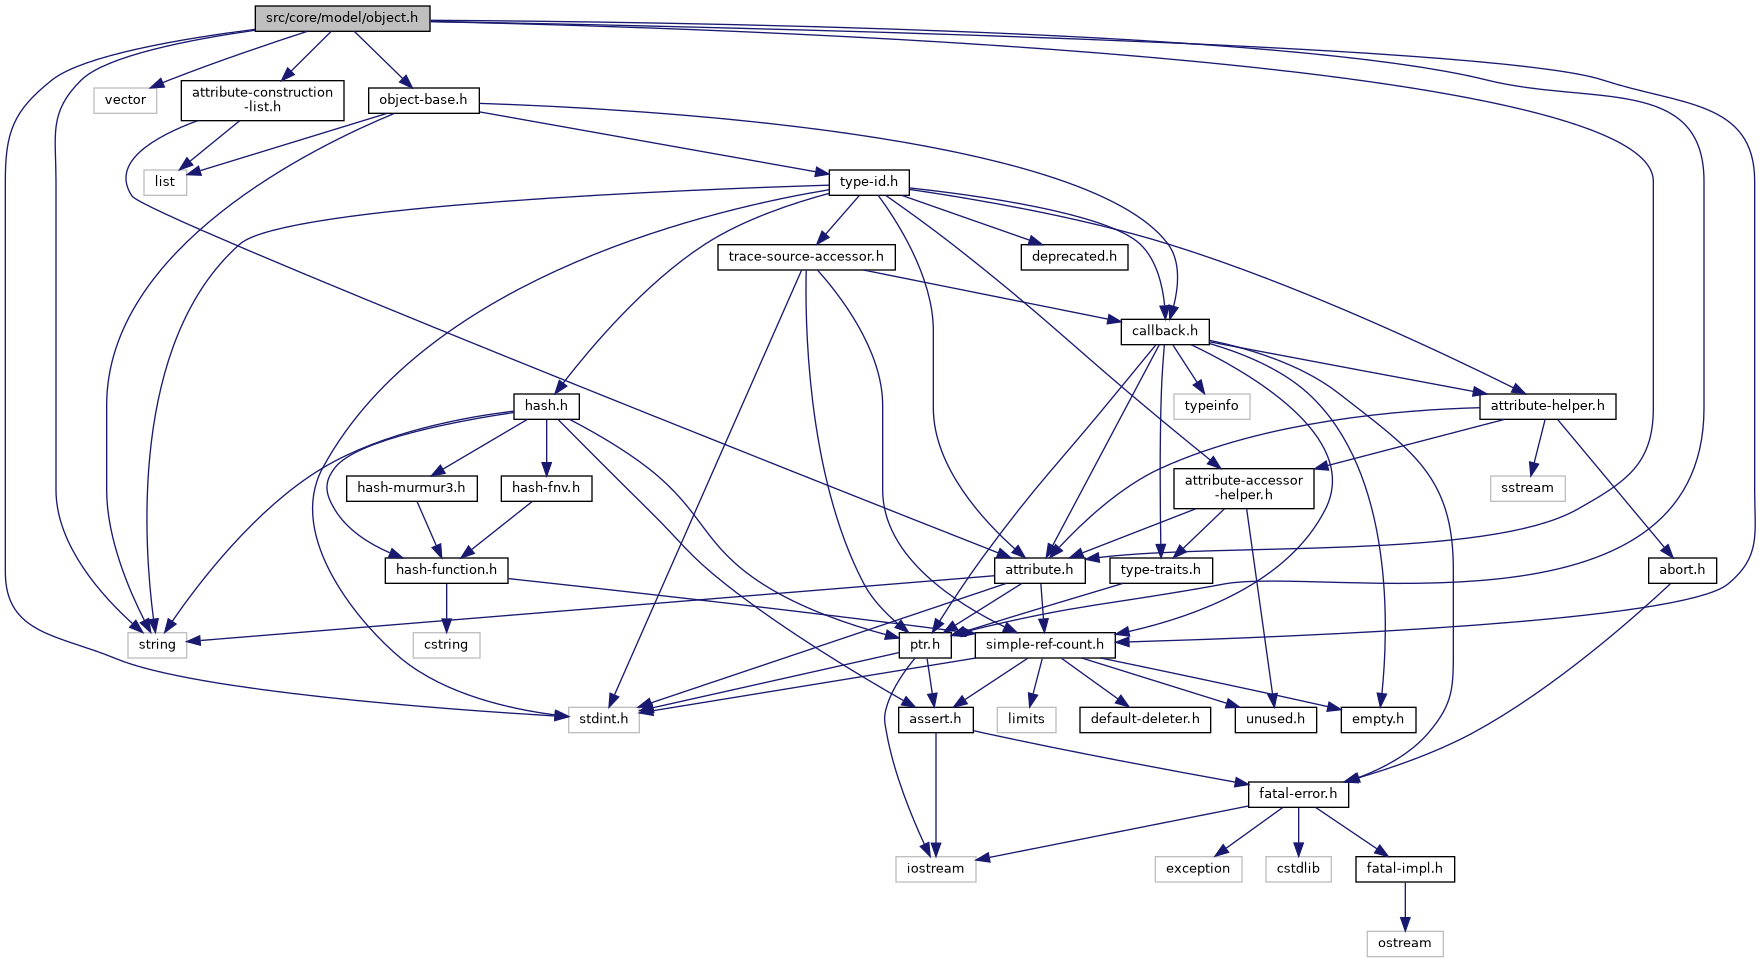 src/core/model/object.h
vector
attribute-construction
-list.h
object-base.h
list
type-id.h
trace-source-accessor.h
deprecated.h
callback.h
hash.h
typeinfo
attribute-helper.h
hash-murmur3.h
hash-fnv.h
attribute-accessor
-helper.h
sstream
hash-function.h
attribute.h
type-traits.h
abort.h
string
cstring
ptr.h
simple-ref-count.h
stdint.h
assert.h
limits
default-deleter.h
unused.h
empty.h
fatal-error.h
iostream
exception
cstdlib
fatal-impl.h
ostream